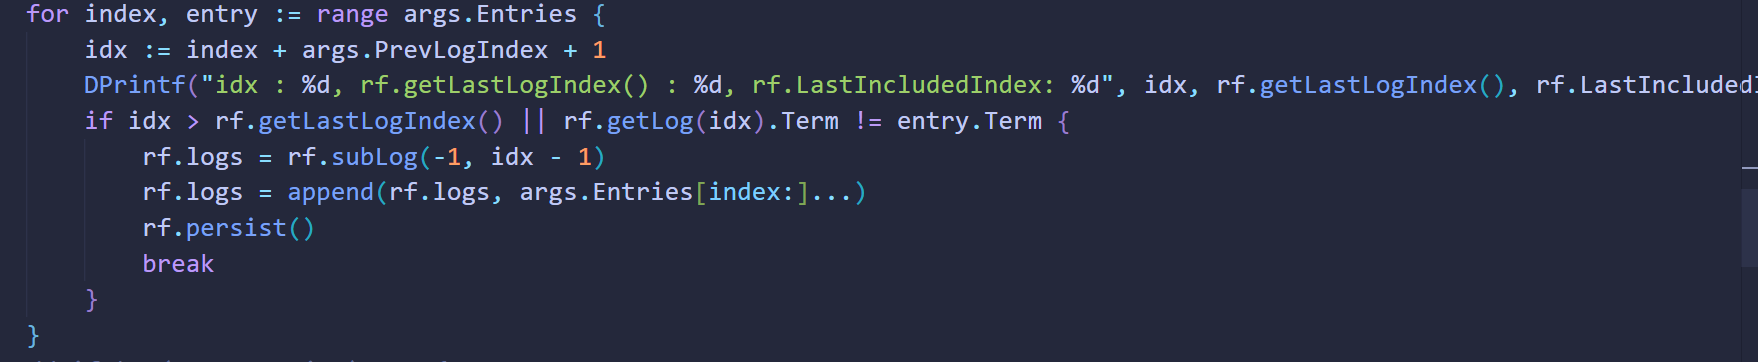 for index, entry := range args.Entries {
    idx := index + args.PrevLogIndex + 1
    DPrintf("idx : %d, rf.getLastLogIndex() : %d, rf.LastIncludedIndex: %d", idx, rf.getLastLogIndex(), rf.LastIncluded
    if idx > rf.getLastLogIndex() || rf.getLog(idx).Term != entry.Term {
        rf.logs = rf.subLog(-1, idx - 1)
        rf.logs = append(rf.logs, args.Entries[index:]...)
        rf.persist()
        break
    }
}